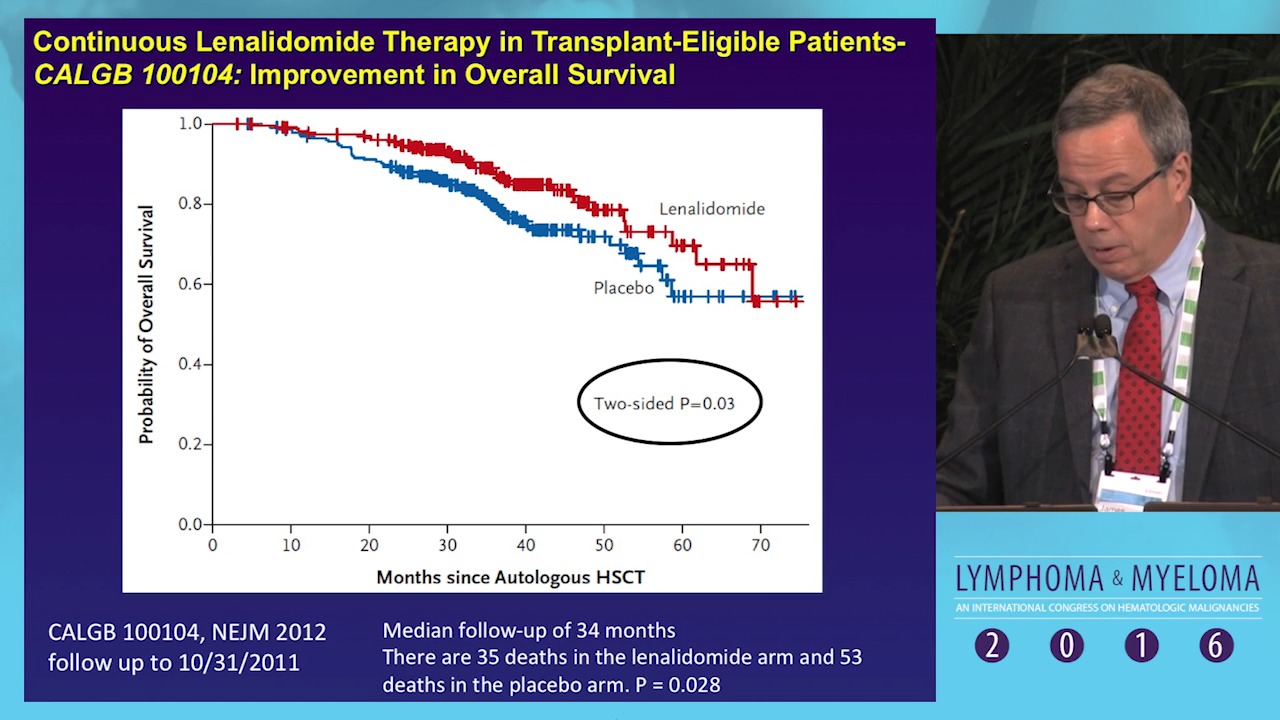 Continuous Lenalidomide Therapy in Transplant-Eligible Patients-
CALGB 100104: Improvement in Overall Survival
Probability of Overall Survival
1.0
0.8
0.6
0.4
0.2
0.0
Lenalidomide
Placebo
Two-sided P=0.03
0 10 20 30 40 50 60 70
Months since Autologous HSCT
CALGB 100104, NEJM 2012
follow up to 10/31/2011
Median follow-up of 34 months
There are 35 deaths in the lenalidomide arm and 53
deaths in the placebo arm. P = 0.028
James
LYMPHOMA & MYELOMA
AN INTERNATIONAL CONGRESS ON HEMATOLOGIC MALIGNANCIES
2 0 1 6